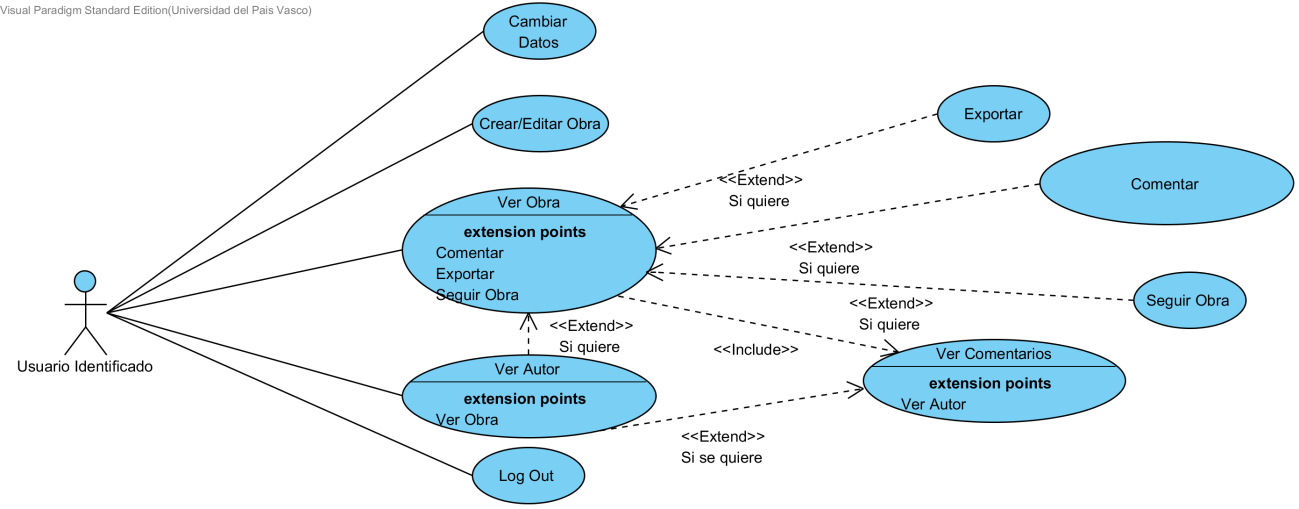 Visual Paradigm Standard Edition(Universidad del Pais Vasco)
Cambiar
Datos
Crear/Editar Obra
Exportar
<<Extend>>
Si quiere
Comentar
Ver Obra
extension points
Comentar
Exportar
Seguir Obra
<<Extend>>
Si quiere
Seguir Obra
<<Extend>>
Si quiere
<<Extend>>
Si quiere
<<Include>>
Usuario Identificado
Ver Autor
extension points
Ver Obra
Ver Comentarios
extension points
Ver Autor
<<Extend>>
Si se quiere
Log Out